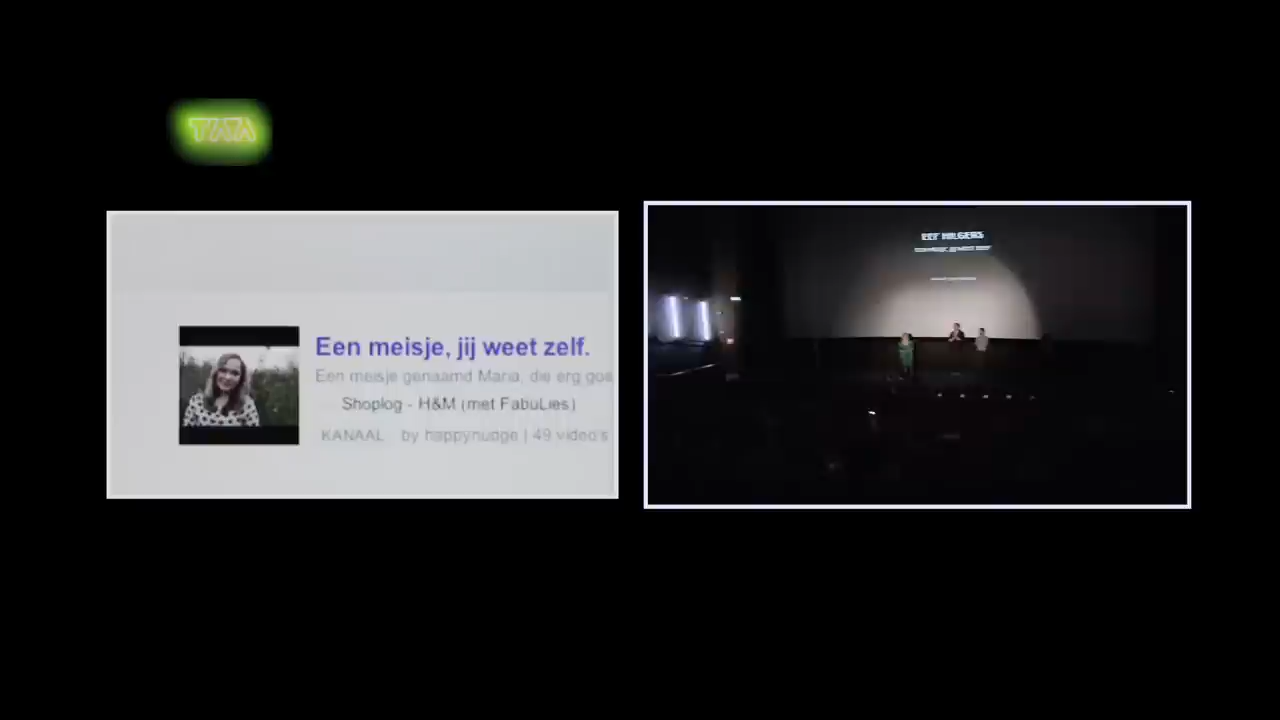 TATA
Een meisje, jij weet zelf.
Een meisje genaamd Maria, die erg goe
Shoplog - H&M (met FabuLies)
KANAAL by happynudge | 49 video's
EEF HILGERS